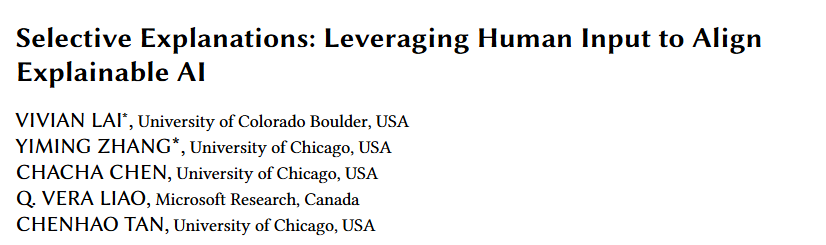 Selective Explanations: Leveraging Human Input to Align
Explainable AI
VIVIAN LAI*, University of Colorado Boulder, USA
YIMING ZHANG*, University of Chicago, USA
CHACHA CHEN, University of Chicago, USA
Q. VERA LIAO, Microsoft Research, Canada
CHENHAO TAN, University of Chicago, USA